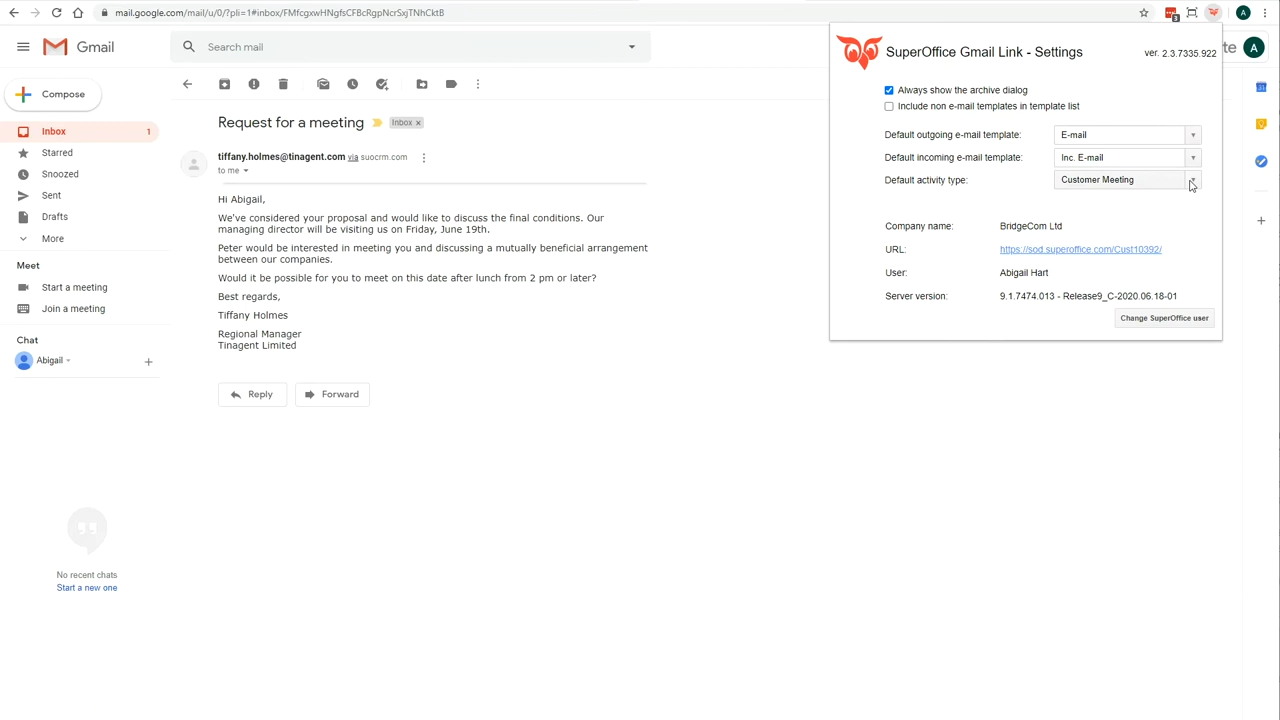 mail.google.com/mail/u/0/?pli=1#inbox/FMfcgxwHNgfsCFBcRgpNcrSxjTNHCktB
3
A
Gmail
Search mail
te
A
Compose
Inbox
1
Starred
Snoozed
Sent
Drafts
More
Meet
Start a meeting
Join a meeting
Chat
Abigail
No recent chats
Start a new one
Request for a meeting
Inbox ×
tiffany.holmes@tinagent.com via suocrm.com
to me
Hi Abigail,
We've considered your proposal and would like to discuss the final conditions. Our
managing director will be visiting us on Friday, June 19th.
Peter would be interested in meeting you and discussing a mutually beneficial arrangement
between our companies.
Would it be possible for you to meet on this date after lunch from 2 pm or later?
Best regards,
Tiffany Holmes
Regional Manager
Tinagent Limited
Reply
Forward
SuperOffice Gmail Link - Settings
ver. 2.3.7335.922
Always show the archive dialog
Include non e-mail templates in template list
Default outgoing e-mail template:
E-mail
Default incoming e-mail template:
Inc. E-mail
Default activity type:
Customer Meeting
Company name:
BridgeCom Ltd
URL:
https://sod.superoffice.com/Cust10392/
User:
Abigail Hart
Server version:
9.1.7474.013 - Release9_C-2020.06.18-01
Change SuperOffice user